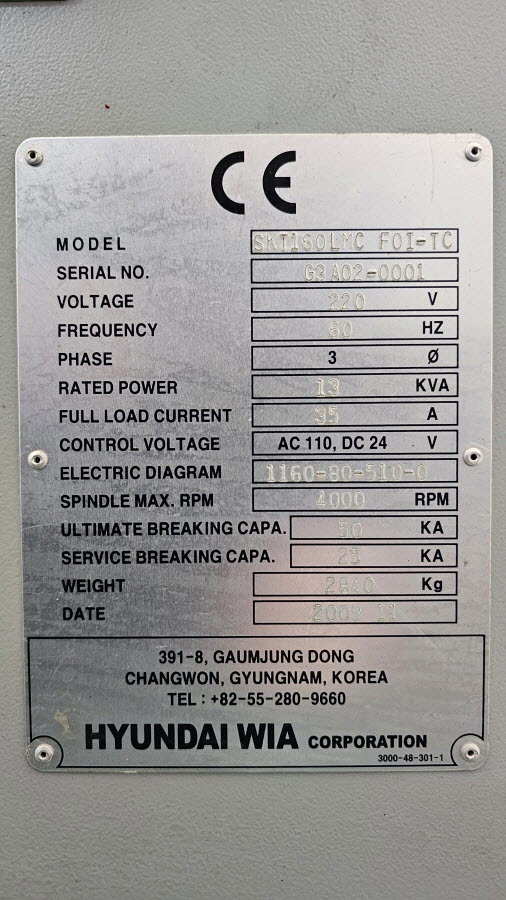 CE
MODEL SKT160LMC FOI-TC
SERIAL NO. G3A02-0001
VOLTAGE 220 V
FREQUENCY 60 HZ
PHASE 3 Ø
RATED POWER 13 KVA
FULL LOAD CURRENT 35 A
CONTROL VOLTAGE AC 110, DC 24 V
ELECTRIC DIAGRAM 1160-80-510-0
SPINDLE MAX. RPM 4000 RPM
ULTIMATE BREAKING CAPA. 50 KA
SERVICE BREAKING CAPA. 25 KA
WEIGHT 2840 Kg
DATE 2009 11
391-8, GAUMJUNG DONG
CHANGWON, GYUNGNAM, KOREA
TEL : +82-55-280-9660
HYUNDAI WIA CORPORATION
3000-48-301-1